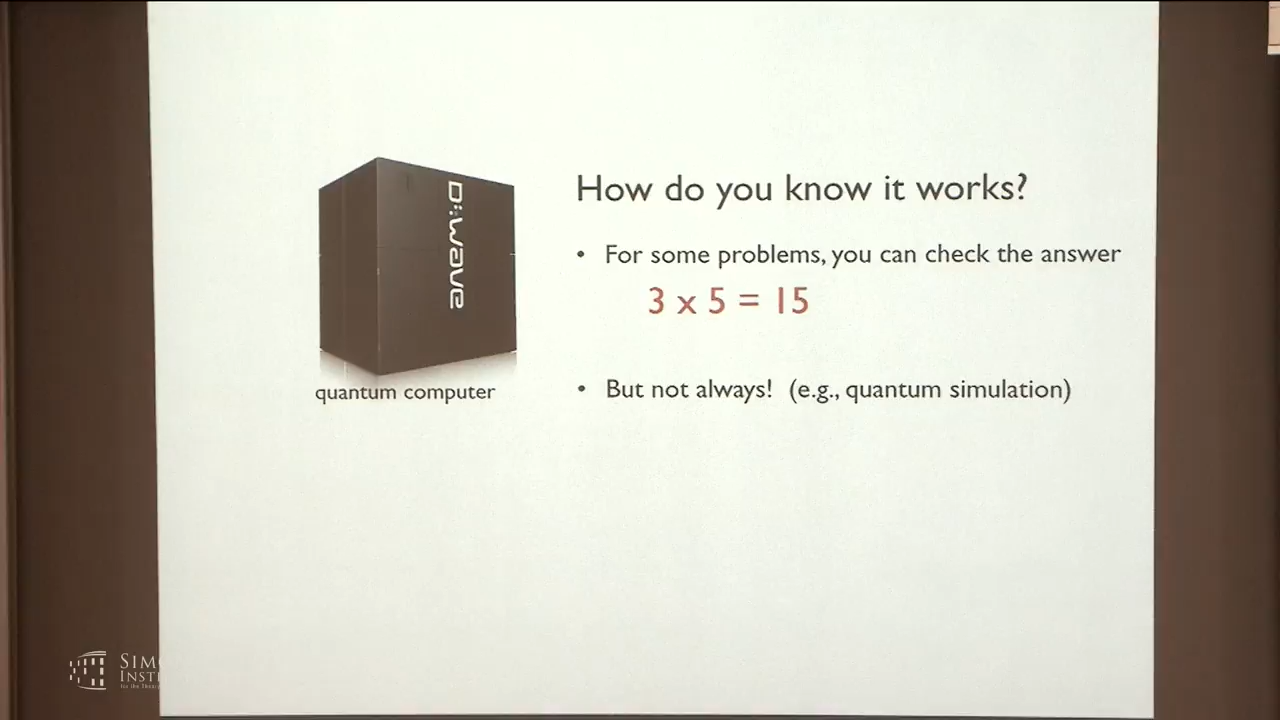 How do you know it works?
• For some problems, you can check the answer
3 x 5 = 15
• But not always! (e.g., quantum simulation)
D:wave
quantum computer